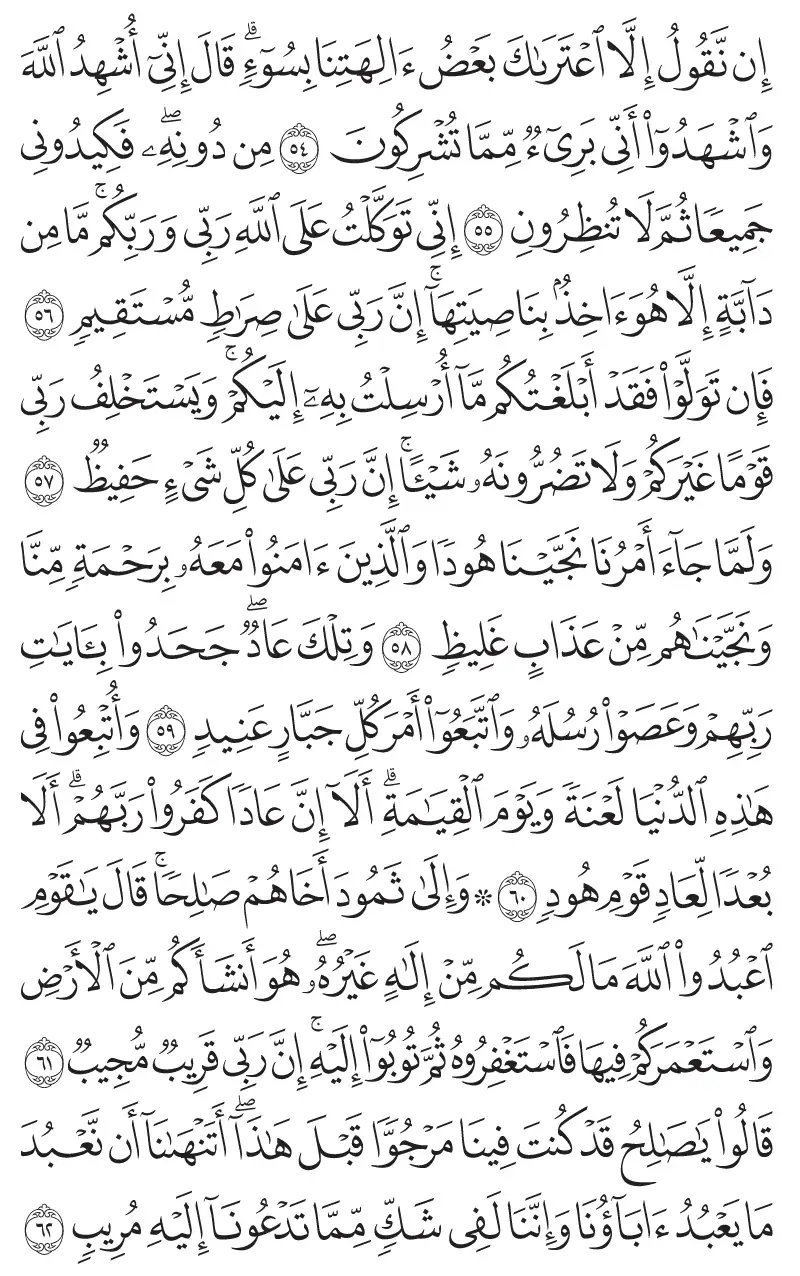 إِن نَّقُولُ إِلَّا ٱعْتَرَىٰكَ بَعْضُ ءَالِهَتِنَا بِسُوٓءٍۗ قَالَ إِنِّىٓ أُشْهِدُ ٱللَّهَ
وَٱشْهَدُوٓا۟ أَنِّى بَرِىٓءٌ مِّمَّا تُشْرِكُونَ ۝٥٤ مِن دُونِهِۦۖ فَكِيدُونِى
جَمِيعًا ثُمَّ لَا تُنظِرُونِ ۝٥٥ إِنِّى تَوَكَّلْتُ عَلَى ٱللَّهِ رَبِّى وَرَبِّكُمۚ مَّا مِن
دَآبَّةٍ إِلَّا هُوَ ءَاخِذٌۢ بِنَاصِيَتِهَآۚ إِنَّ رَبِّى عَلَىٰ صِرَٰطٍ مُّسْتَقِيمٍ ۝٥٦
فَإِن تَوَلَّوْا۟ فَقَدْ أَبْلَغْتُكُم مَّآ أُرْسِلْتُ بِهِۦٓ إِلَيْكُمْۚ وَيَسْتَخْلِفُ رَبِّى
قَوْمًا غَيْرَكُمْ وَلَا تَضُرُّونَهُۥ شَيْـًٔاۚ إِنَّ رَبِّى عَلَىٰ كُلِّ شَىْءٍ حَفِيظٌ ۝٥٧
وَلَمَّا جَآءَ أَمْرُنَا نَجَّيْنَا هُودًا وَٱلَّذِينَ ءَامَنُوا۟ مَعَهُۥ بِرَحْمَةٍ مِّنَّا
وَنَجَّيْنَٰهُم مِّنْ عَذَابٍ غَلِيظٍ ۝٥٨ وَتِلْكَ عَادٌۖ جَحَدُوا۟ بِـَٔايَٰتِ
رَبِّهِمْ وَعَصَوْا۟ رُسُلَهُۥ وَٱتَّبَعُوٓا۟ أَمْرَ كُلِّ جَبَّارٍ عَنِيدٍ ۝٥٩ وَأُتْبِعُوا۟ فِى
هَٰذِهِ ٱلدُّنْيَا لَعْنَةً وَيَوْمَ ٱلْقِيَٰمَةِۗ أَلَآ إِنَّ عَادًا كَفَرُوا۟ رَبَّهُمْۗ أَلَا
بُعْدًا لِّعَادٍ قَوْمِ هُودٍ ۝٦٠ ۞ وَإِلَىٰ ثَمُودَ أَخَاهُمْ صَٰلِحًاۚ قَالَ يَٰقَوْمِ
ٱعْبُدُوا۟ ٱللَّهَ مَا لَكُم مِّنْ إِلَٰهٍ غَيْرُهُۥۖ هُوَ أَنشَأَكُم مِّنَ ٱلْأَرْضِ
وَٱسْتَعْمَرَكُمْ فِيهَا فَٱسْتَغْفِرُوهُ ثُمَّ تُوبُوٓا۟ إِلَيْهِۚ إِنَّ رَبِّى قَرِيبٌ مُّجِيبٌ ۝٦١
قَالُوا۟ يَٰصَٰلِحُ قَدْ كُنتَ فِينَا مَرْجُوًّا قَبْلَ هَٰذَآۖ أَتَنْهَىٰنَآ أَن نَّعْبُدَ
مَا يَعْبُدُ ءَابَآؤُنَا وَإِنَّنَا لَفِى شَكٍّ مِّمَّا تَدْعُونَآ إِلَيْهِ مُرِيبٍ ۝٦٢